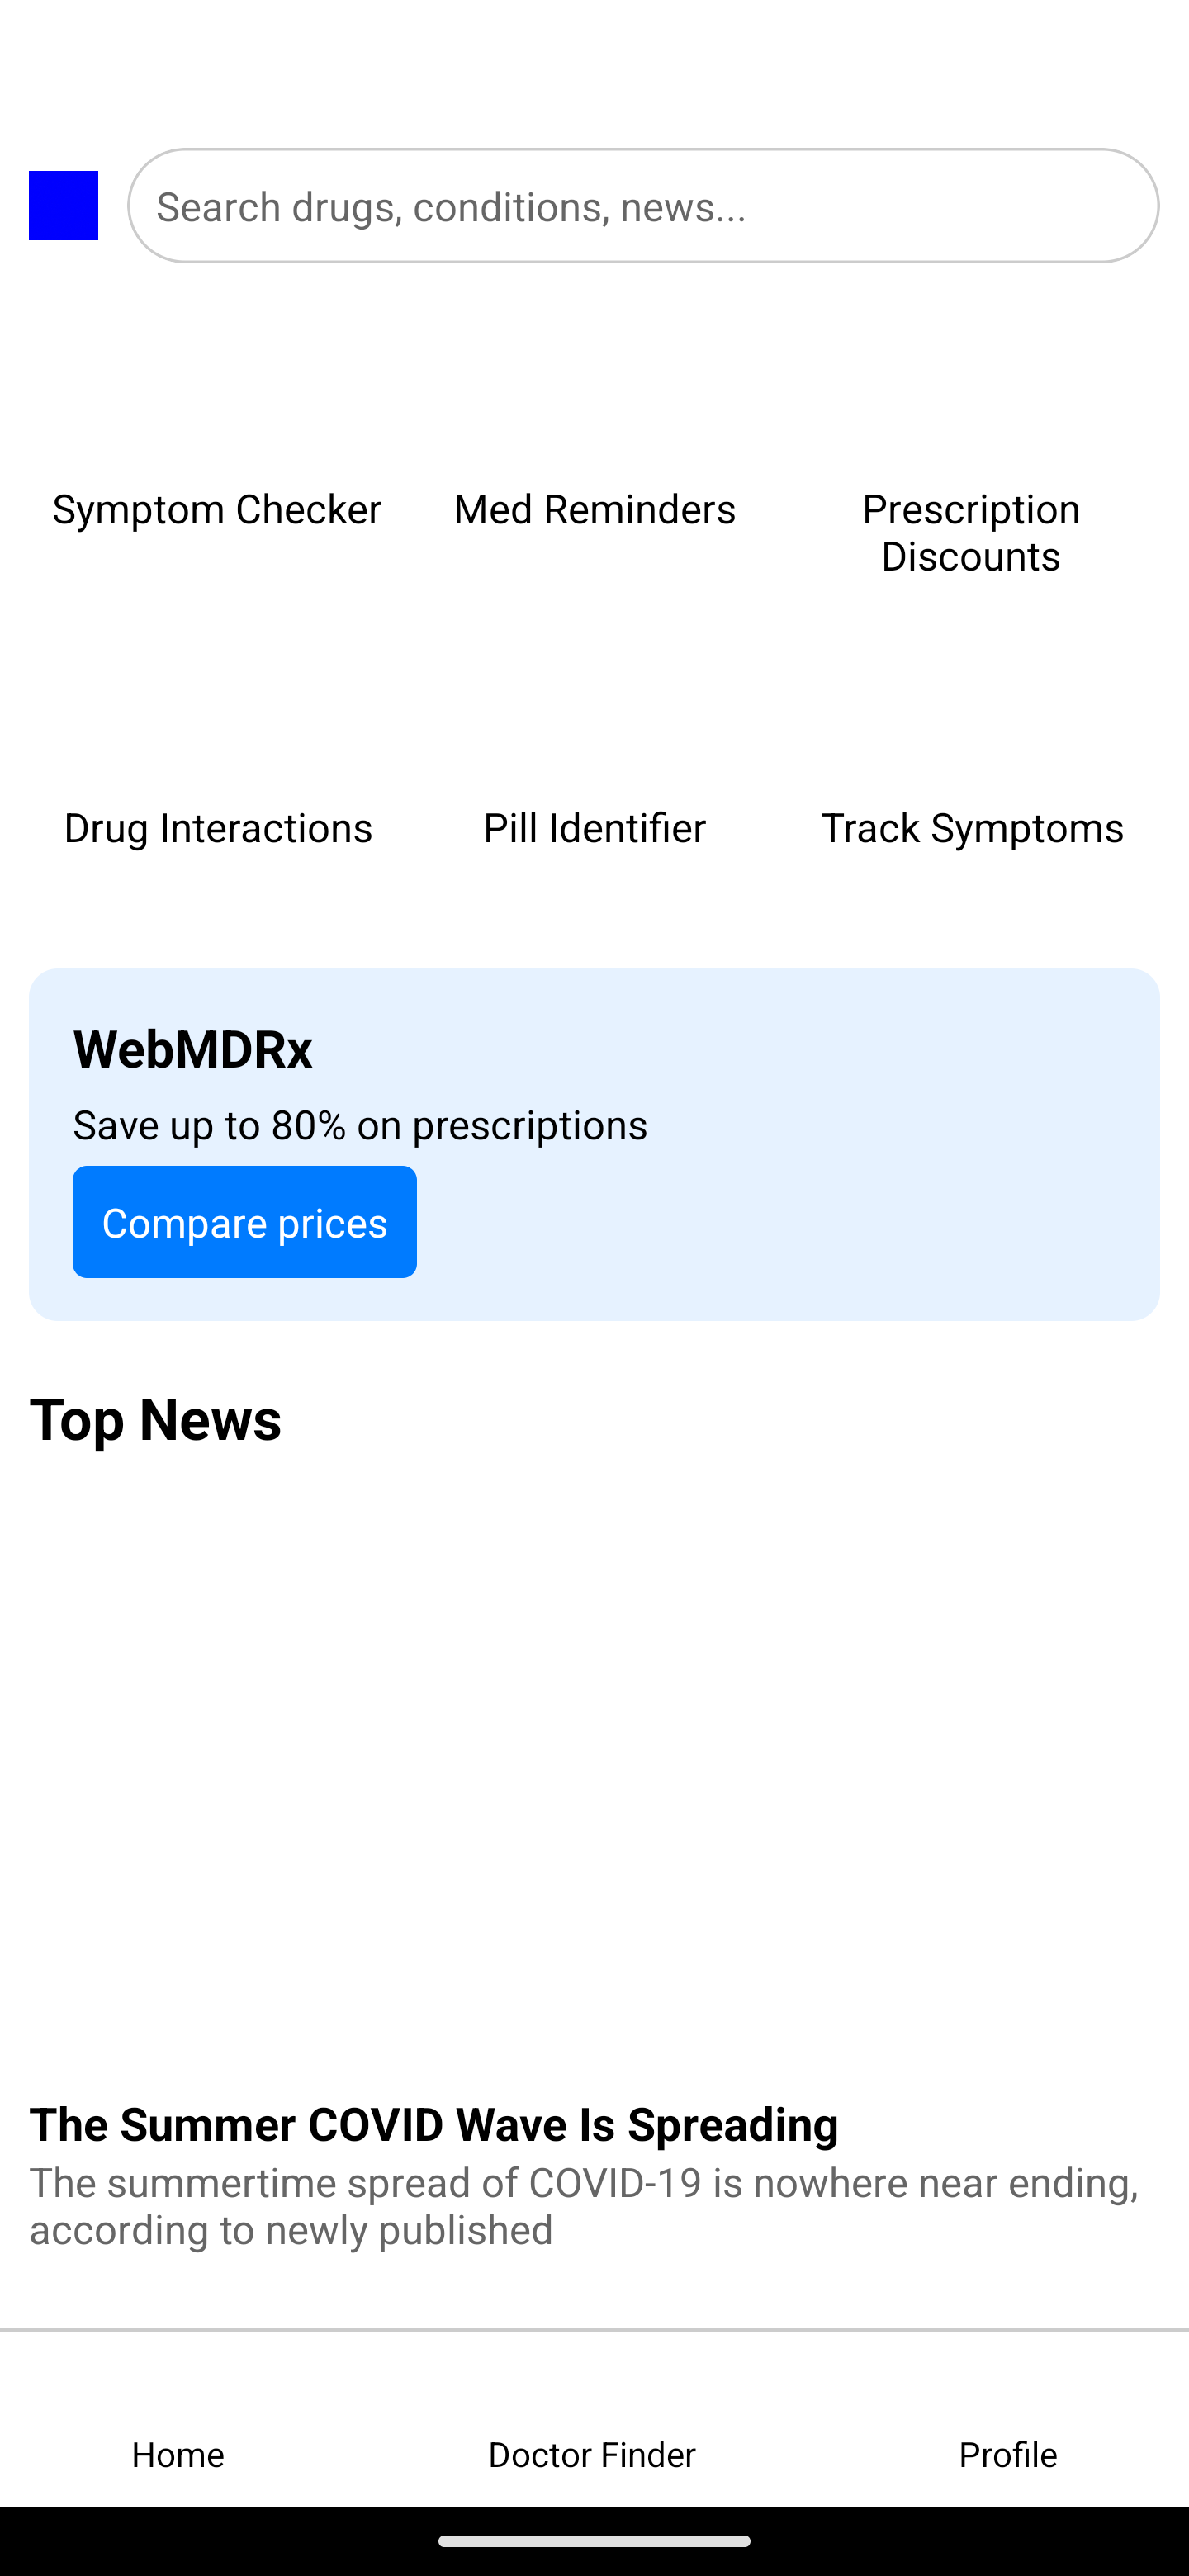 Search drugs, conditions, news...
Symptom Checker
Med Reminders
Prescription
Discounts
Drug Interactions
Pill Identifier
Track Symptoms
WebMDRx
Save up to 80% on prescriptions
Compare prices
Top News
The Summer COVID Wave Is Spreading
The summertime spread of COVID-19 is nowhere near ending,
according to newly published
Home
Doctor Finder
Profile